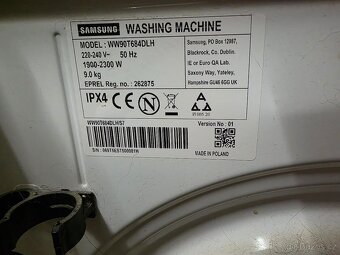 SAMSUNG WASHING MACHINE
MODEL: WW90T684DLH
220-240 V~ 50 Hz
1900-2300 W
9.0 kg
EPREL Reg. no.: 262875
Samsung, PO Box 12987,
Blackrock, Co. Dublin.
IE or Euro QA Lab.
Saxony Way, Yateley,
Hampshire GU46 6GG UK
IPX4
WW90T684DLH/S7
Version No : 01
MADE IN POLAND